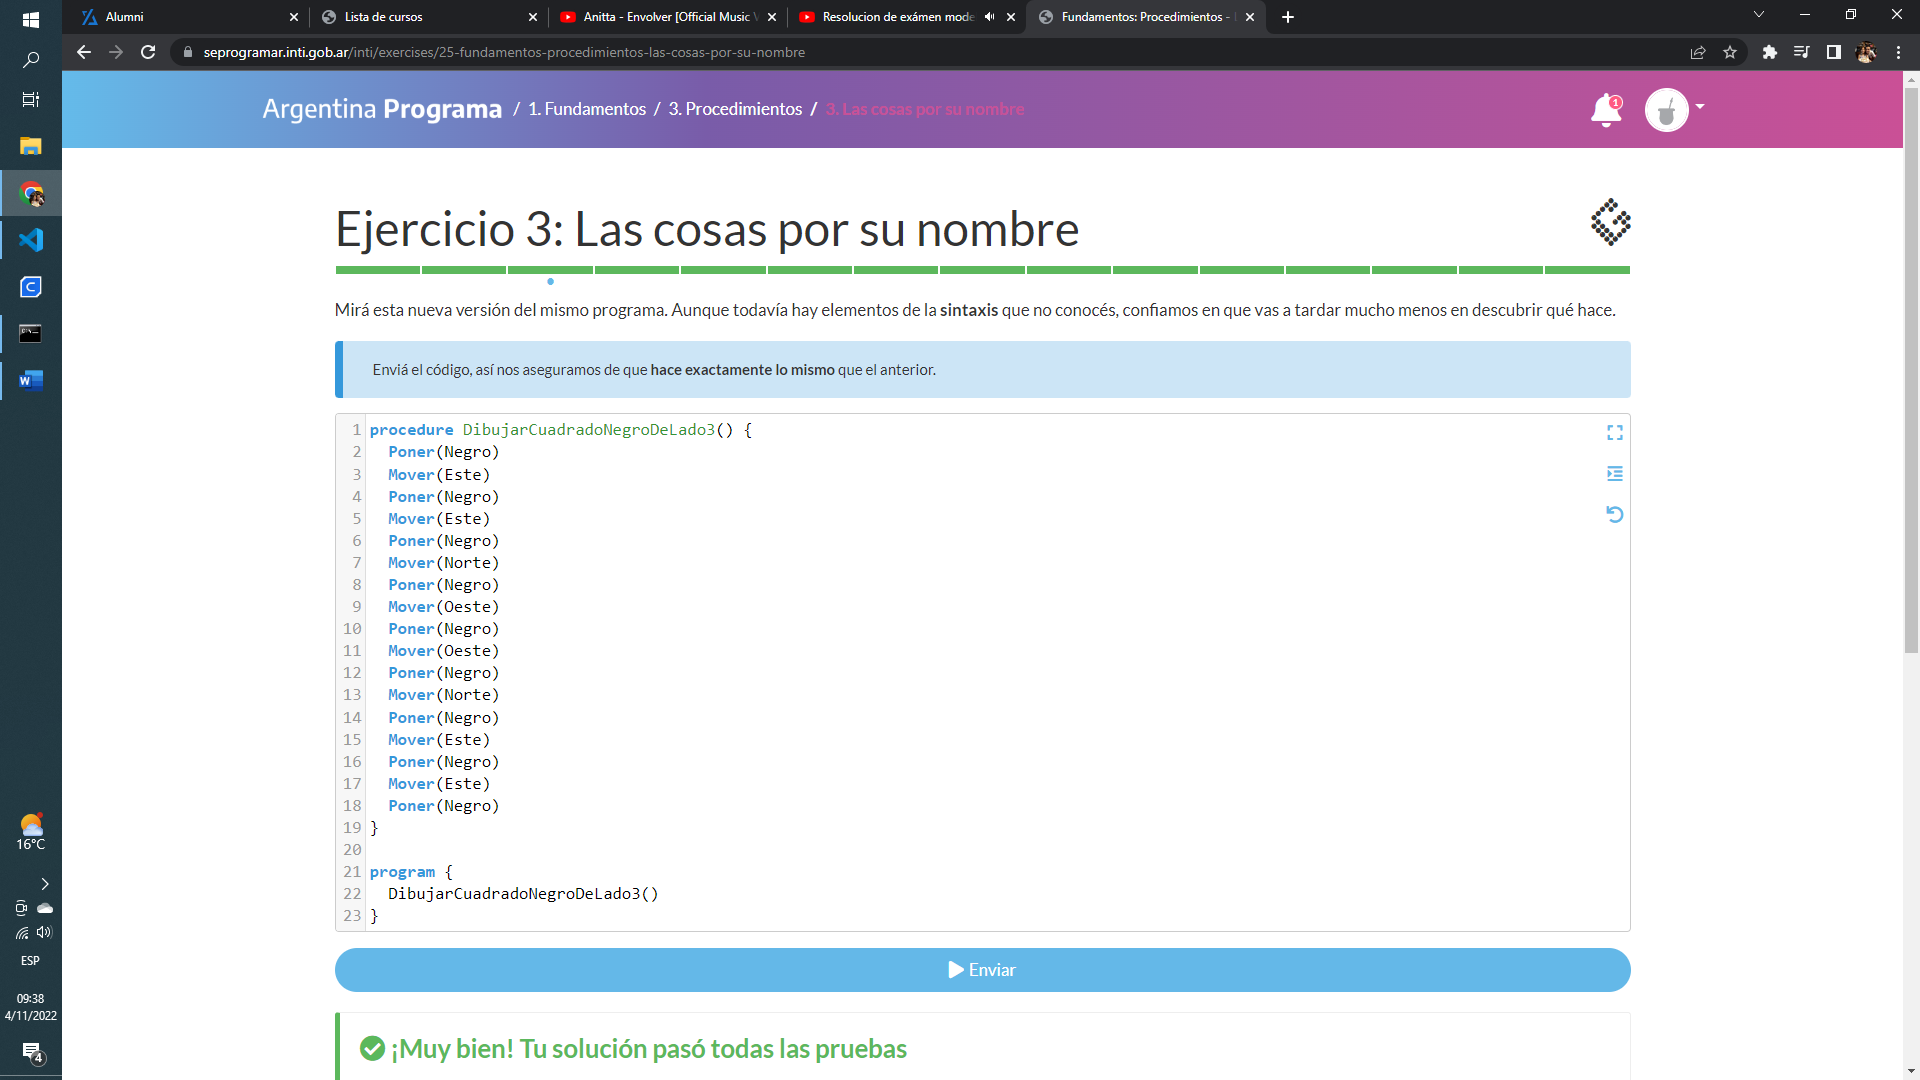 Alumni
Lista de cursos
Anitta - Envolver [Official Music V
Resolucion de exámen mode
Fundamentos: Procedimientos -
seprogramar.inti.gob.ar/inti/exercises/25-fundamentos-procedimientos-las-cosas-por-su-nombre
Argentina Programa / 1. Fundamentos / 3. Procedimientos / 3. Las cosas por su nombre
1
Ejercicio 3: Las cosas por su nombre
Mirá esta nueva versión del mismo programa. Aunque todavía hay elementos de la sintaxis que no conocés, confiamos en que vas a tardar mucho menos en descubrir qué hace.
Enviá el código, así nos aseguramos de que hace exactamente lo mismo que el anterior.
1 procedure DibujarCuadradoNegroDeLado3() {
2 Poner(Negro)
3 Mover(Este)
4 Poner(Negro)
5 Mover(Este)
6 Poner(Negro)
7 Mover(Norte)
8 Poner(Negro)
9 Mover(Oeste)
10 Poner(Negro)
11 Mover(Oeste)
12 Poner(Negro)
13 Mover(Norte)
14 Poner(Negro)
15 Mover(Este)
16 Poner(Negro)
17 Mover(Este)
18 Poner(Negro)
19 }
20
21 program {
22 DibujarCuadradoNegroDeLado3()
23 }
Enviar
¡Muy bien! Tu solución pasó todas las pruebas
16°C
ESP
09:38
4/11/2022
4